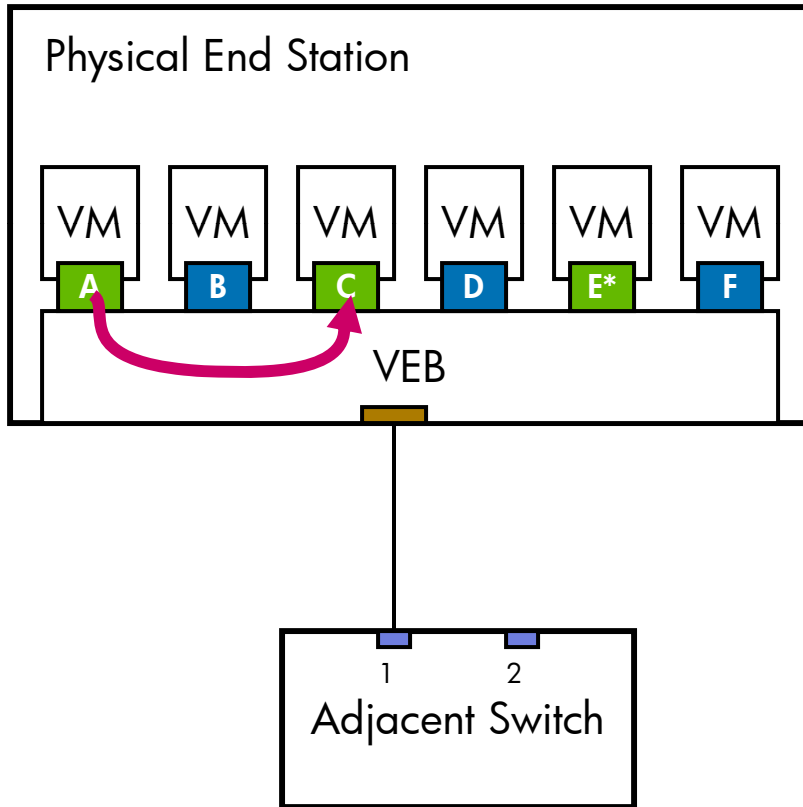 Physical End Station
VM VM VM VM VM VM
A B C D E* F
VEB
1 2
Adjacent Switch